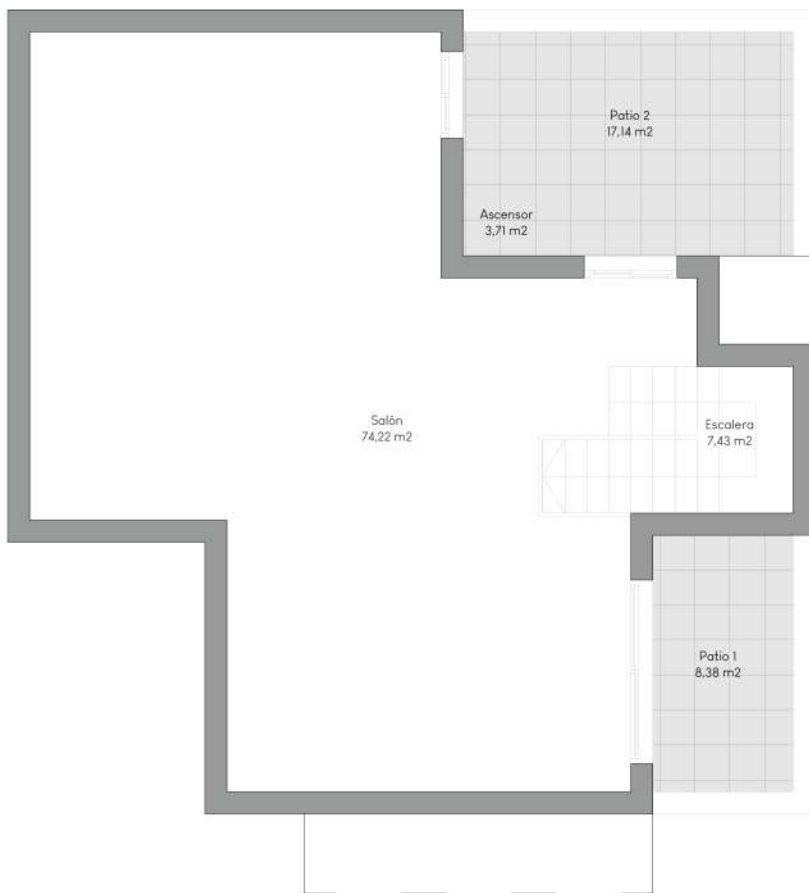 Patio 2
17,14 m2
Ascensor
3,71 m2
Salón
74,22 m2
Escalera
7,43 m2
Patio 1
8,38 m2